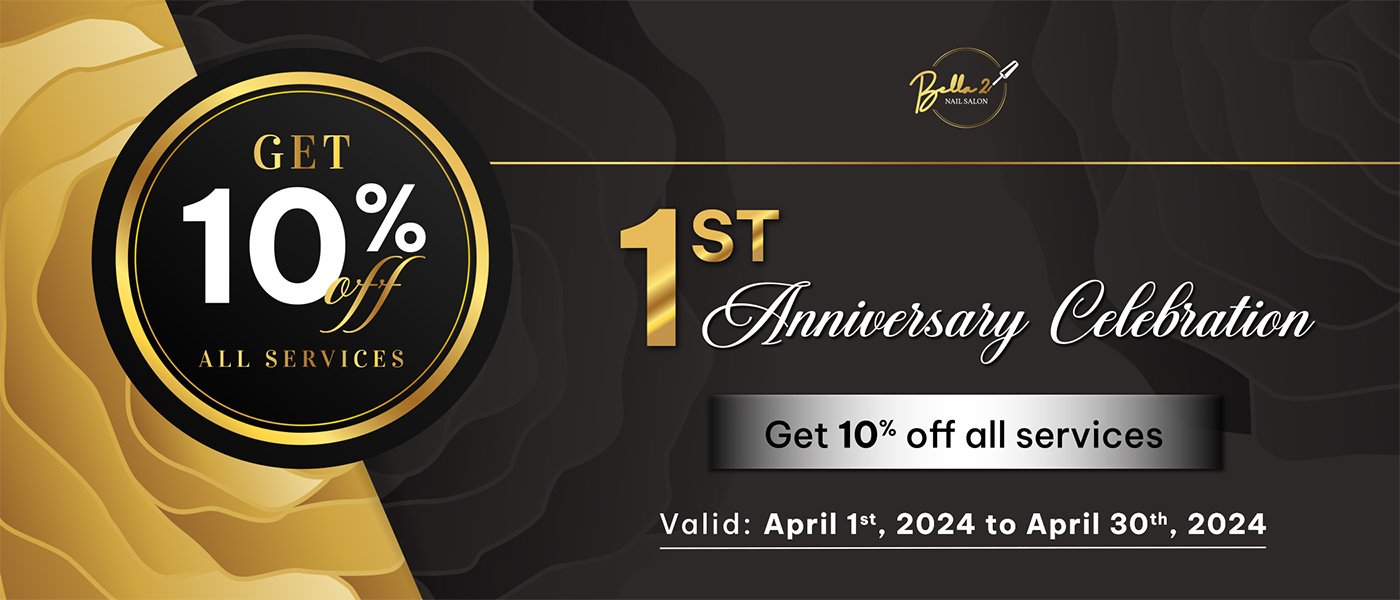 GET
10%
off
ALL SERVICES
Bella 2
NAIL SALON
1ST
Anniversary Celebration
Get 10% off all services
Valid: April 1st, 2024 to April 30th, 2024